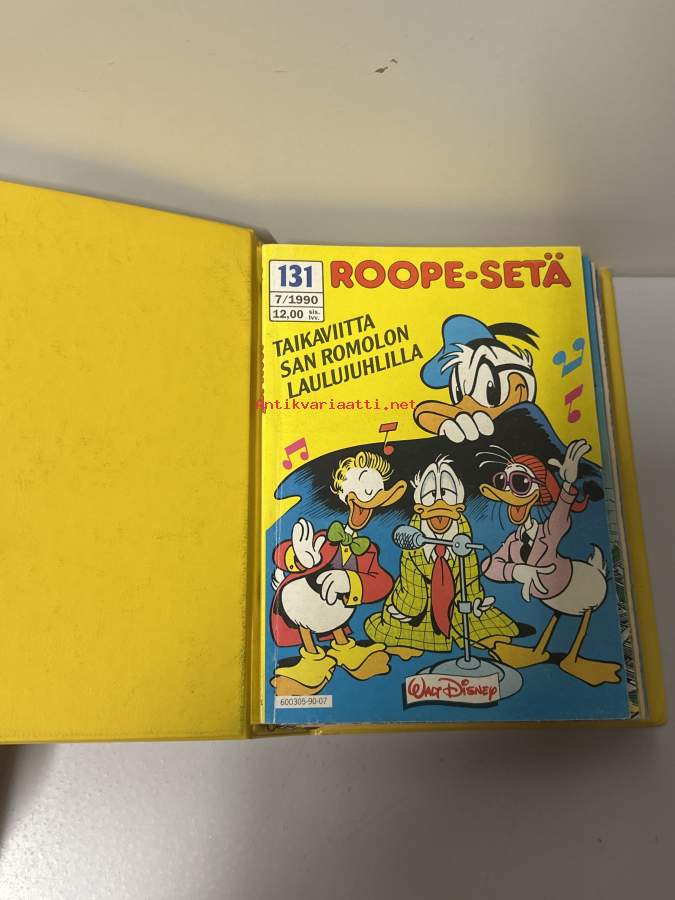 131
ROOPE-SETÄ
7/1990
12,00 sis. lvv.
TAIKAVIITTA
SAN ROMOLON
LAULUJUHLILLA
Antikvariaatti.net
WALT DISNEY
600305-90-07